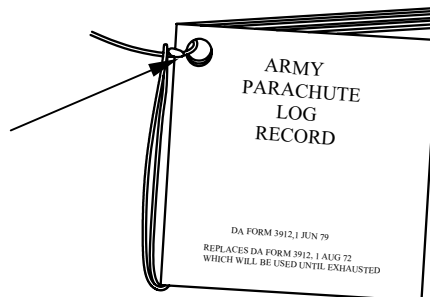 ARMY
PARACHUTE
LOG
RECORD
DA FORM 3912,1 JUN 79
REPLACES DA FORM 3912, 1 AUG 72
WHICH WILL BE USED UNTIL EXHAUSTED